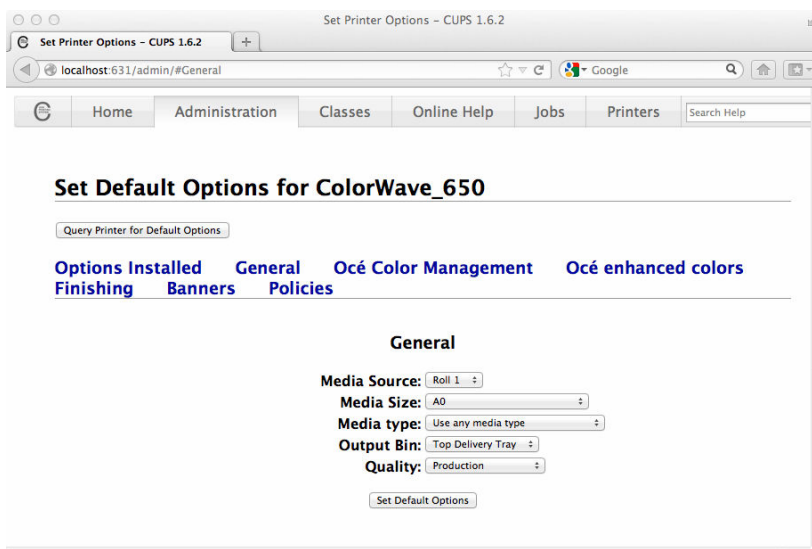 Set Printer Options – CUPS 1.6.2
Set Printer Options – CUPS 1.6.2
localhost:631/admin/#General
Google
Home Administration Classes Online Help Jobs Printers Search Help
Set Default Options for ColorWave_650
Query Printer for Default Options
Options Installed General Océ Color Management Océ enhanced colors
Finishing Banners Policies
General
Media Source: Roll 1
Media Size: A0
Media type: Use any media type
Output Bin: Top Delivery Tray
Quality: Production
Set Default Options